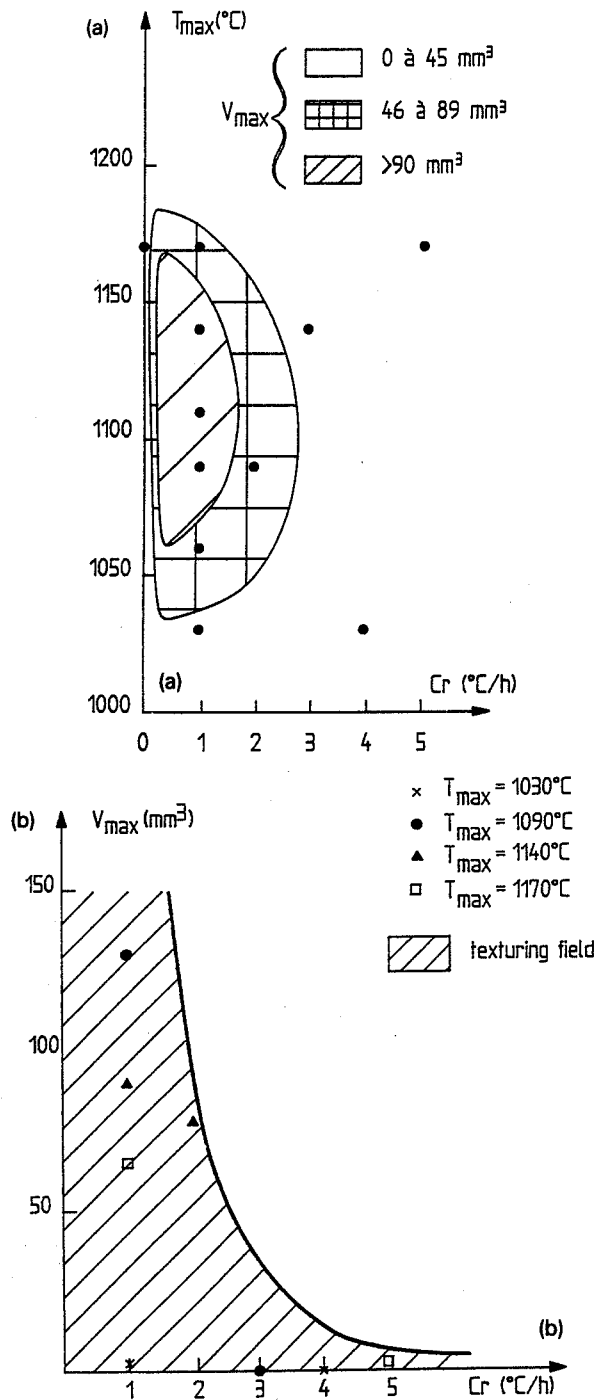 (a) Tmax(°C)
Vmax
0 à 45 mm³
46 à 89 mm³
>90 mm³
1200
1150
1100
1050
1000
(a)
Cr (°C/h)
0 1 2 3 4 5
(b) Vmax(mm³)
× Tmax = 1030°C
● Tmax = 1090°C
▲ Tmax = 1140°C
□ Tmax = 1170°C
texturing field
150
100
50
(b)
1 2 3 4 5 Cr (°C/h)